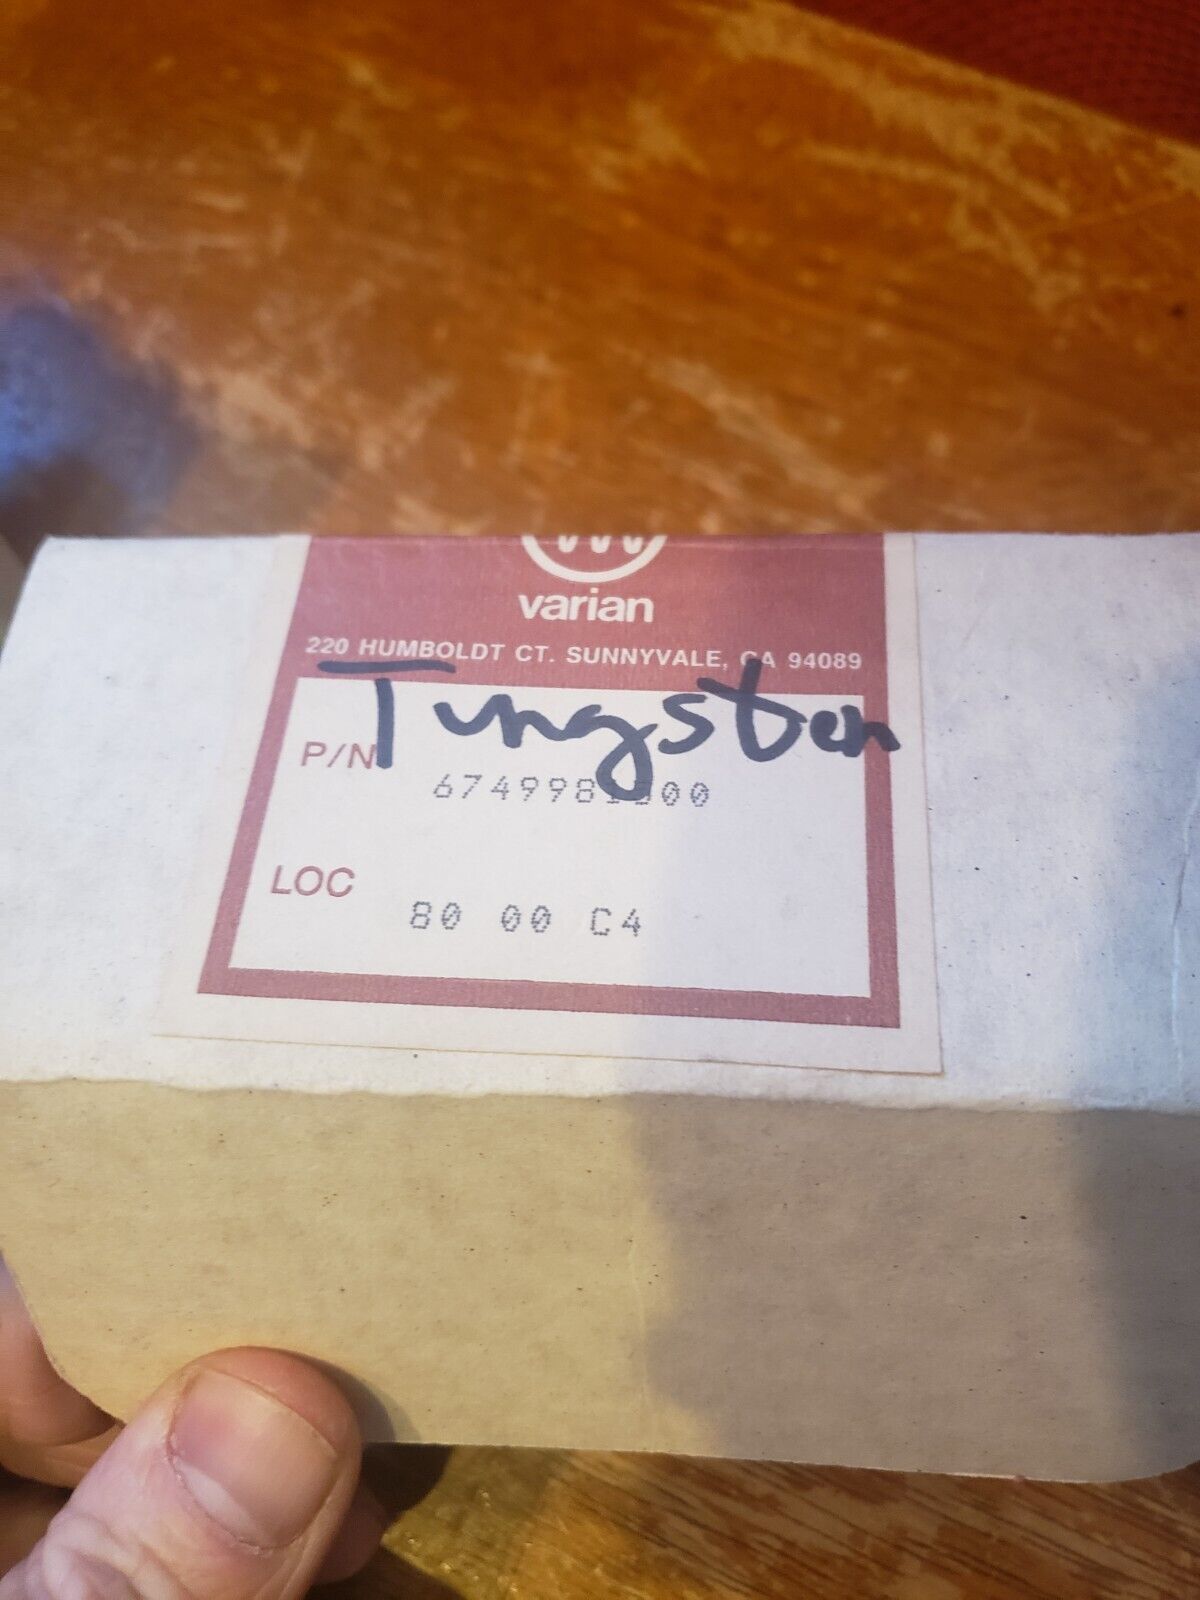 varian
220 HUMBOLDT CT. SUNNYVALE, CA 94089
Tungsten
P/N
LOC
80 00 C4